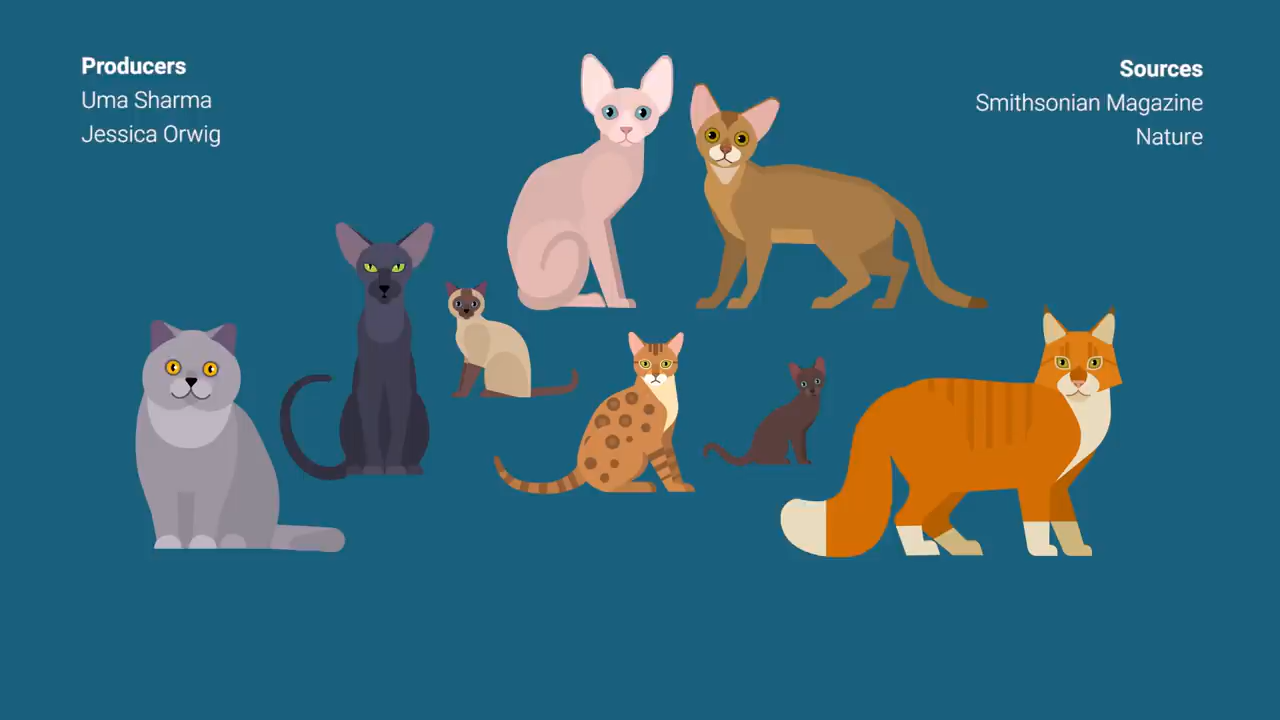 Producers
Uma Sharma
Jessica Orwig
Sources
Smithsonian Magazine
Nature